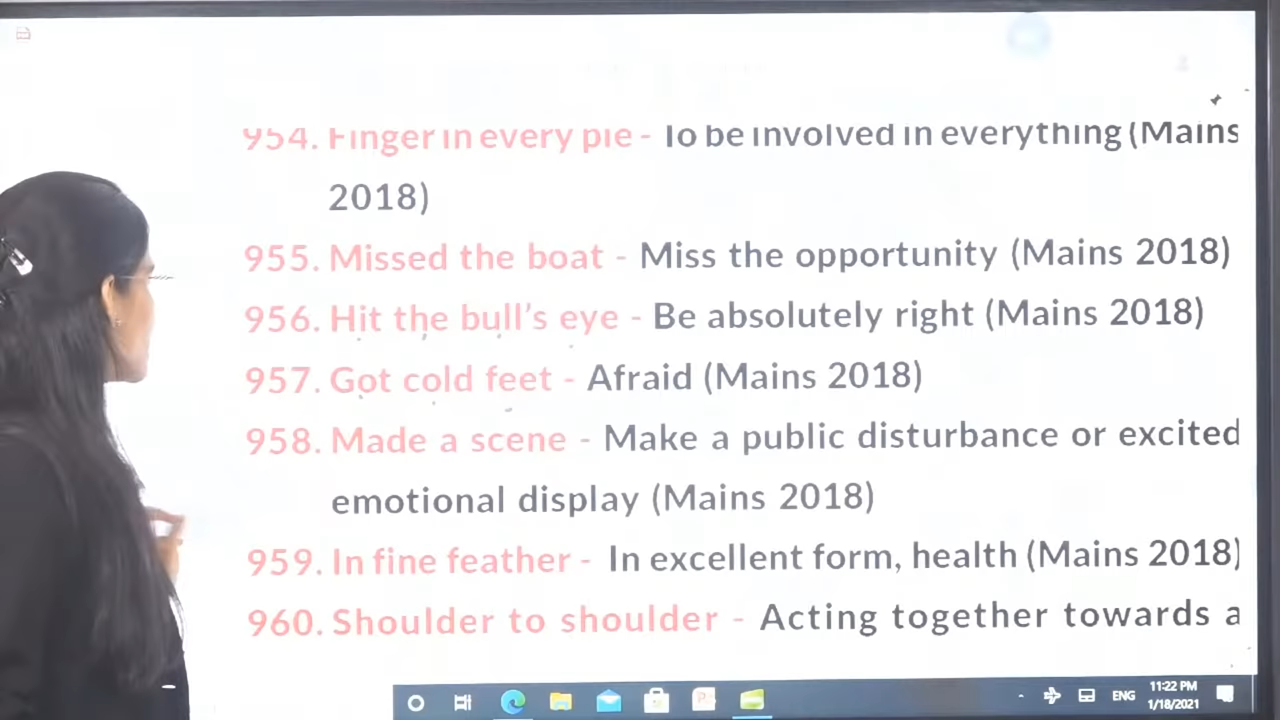 954. Finger in every pie - To be involved in everything (Mains
2018)
955. Missed the boat - Miss the opportunity (Mains 2018)
956. Hit the bull's eye - Be absolutely right (Mains 2018)
957. Got cold feet - Afraid (Mains 2018)
958. Made a scene - Make a public disturbance or excited
emotional display (Mains 2018)
959. In fine feather - In excellent form, health (Mains 2018)
960. Shoulder to shoulder - Acting together towards a
ENG
11:22 PM
1/18/2021